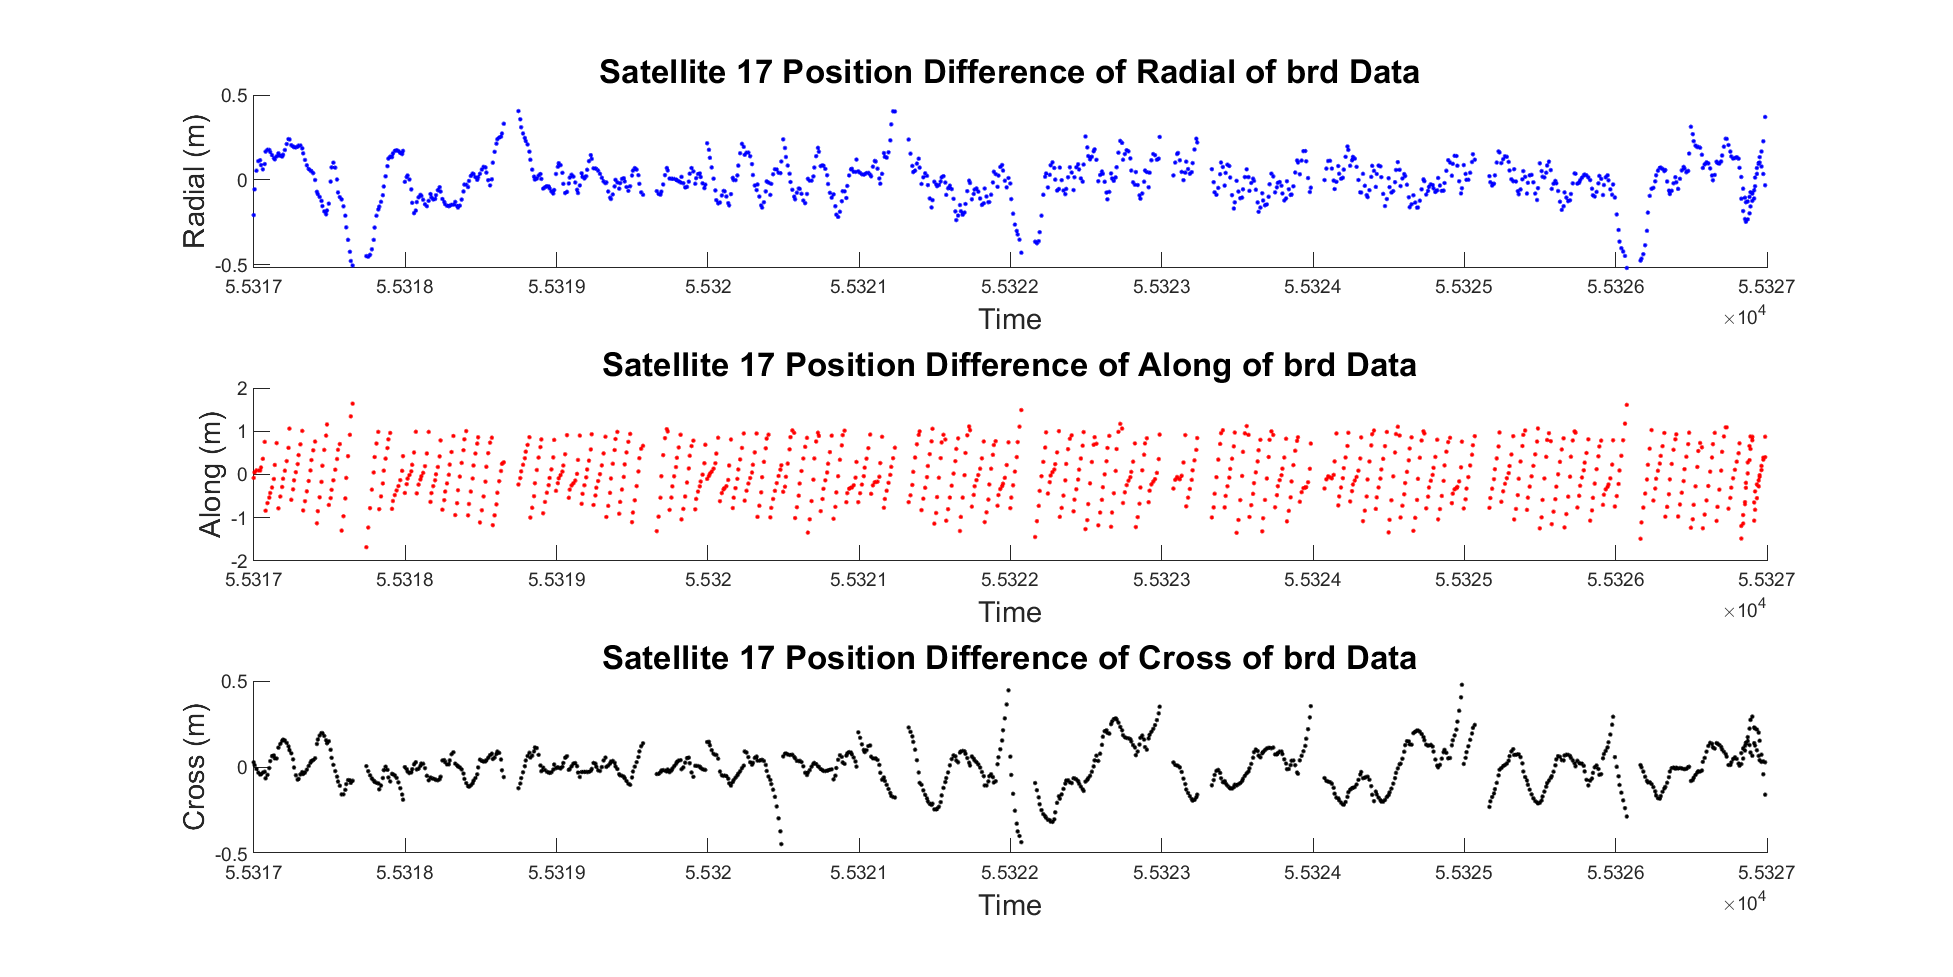 Satellite 17 Position Difference of Radial of brd Data
0.5
0
-0.5
Radial (m)
5.5317 5.5318 5.5319 5.532 5.5321 5.5322 5.5323 5.5324 5.5325 5.5326 5.5327
Time
×10^4
Satellite 17 Position Difference of Along of brd Data
2
1
0
-1
-2
Along (m)
5.5317 5.5318 5.5319 5.532 5.5321 5.5322 5.5323 5.5324 5.5325 5.5326 5.5327
Time
×10^4
Satellite 17 Position Difference of Cross of brd Data
0.5
0
-0.5
Cross (m)
5.5317 5.5318 5.5319 5.532 5.5321 5.5322 5.5323 5.5324 5.5325 5.5326 5.5327
Time
×10^4